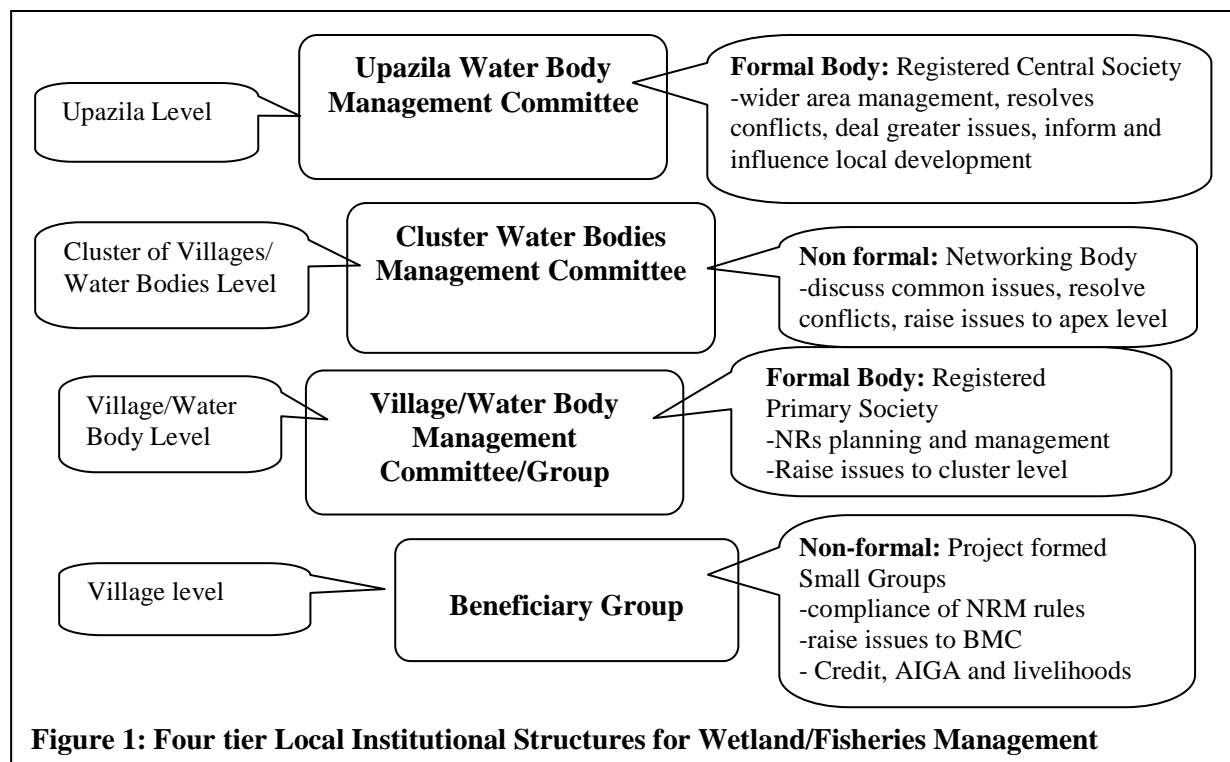 Upazila Level
Upazila Water Body
Management Committee
Formal Body: Registered Central Society
-wider area management, resolves
conflicts, deal greater issues, inform and
influence local development
Cluster of Villages/
Water Bodies Level
Cluster Water Bodies
Management Committee
Non formal: Networking Body
-discuss common issues, resolve
conflicts, raise issues to apex level
Village/Water
Body Level
Village/Water Body
Management
Committee/Group
Formal Body: Registered
Primary Society
-NRs planning and management
-Raise issues to cluster level
Village level
Beneficiary Group
Non-formal: Project formed
Small Groups
-compliance of NRM rules
-raise issues to BMC
- Credit, AIGA and livelihoods
Figure 1: Four tier Local Institutional Structures for Wetland/Fisheries Management